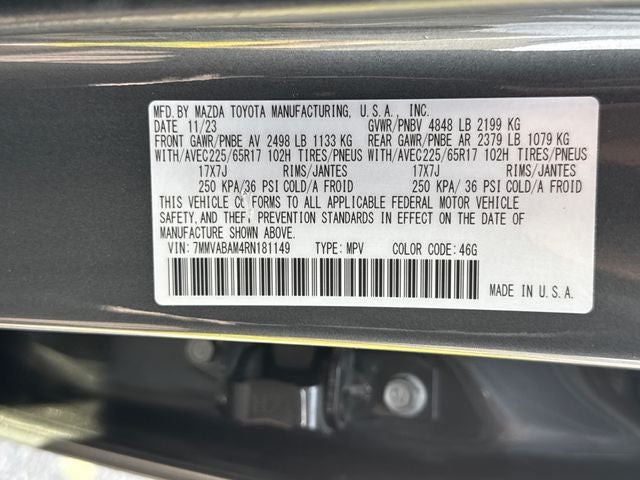 MFD. BY MAZDA TOYOTA MANUFACTURING, U.S.A., INC.
DATE 11/23 GVWR/PNBV 4848 LB 2199 KG
FRONT GAWR/PNBE AV 2498 LB 1133 KG REAR GAWR/PNBE AR 2379 LB 1079 KG
WITH/AVEC225/65R17 102H TIRES/PNEUS WITH/AVEC225/65R17 102H TIRES/PNEUS
17X7J RIMS/JANTES 17X7J RIMS/JANTES
250 KPA/36 PSI COLD/A FROID 250 KPA/36 PSI COLD/A FROID
THIS VEHICLE C FORMS TO ALL APPLICABLE FEDERAL MOTOR VEHICLE
SAFETY, AND THEF, PREVENTION STANDARDS IN EFFECT ON THE DATE OF
MANUFACTURE SHOWN ABOVE.
VIN: 7MMVABAM4RN181149 TYPE: MPV COLOR CODE: 46G
MADE IN U.S.A.